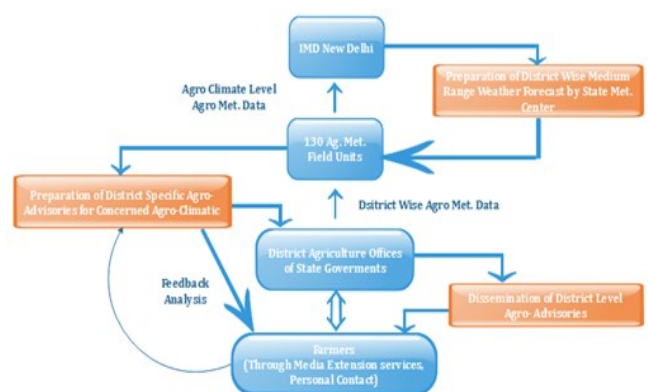 IMD New Delhi
Preparation of District Wise Medium
Range Weather Forecast by State Met.
Center
Agro Climate Level
Agro Met. Data
130 Ag. Met.
Field Units
Preparation of District Specific Agro-
Advisories for Concerned Agro-Climatic
Dsitrict Wise Agro Met. Data
District Agriculture Offices
of State Goverments
Feedback
Analysis
Dissemination of District Level
Agro- Advisories
Farmers
(Through Media Extension services,
Personal Contact)